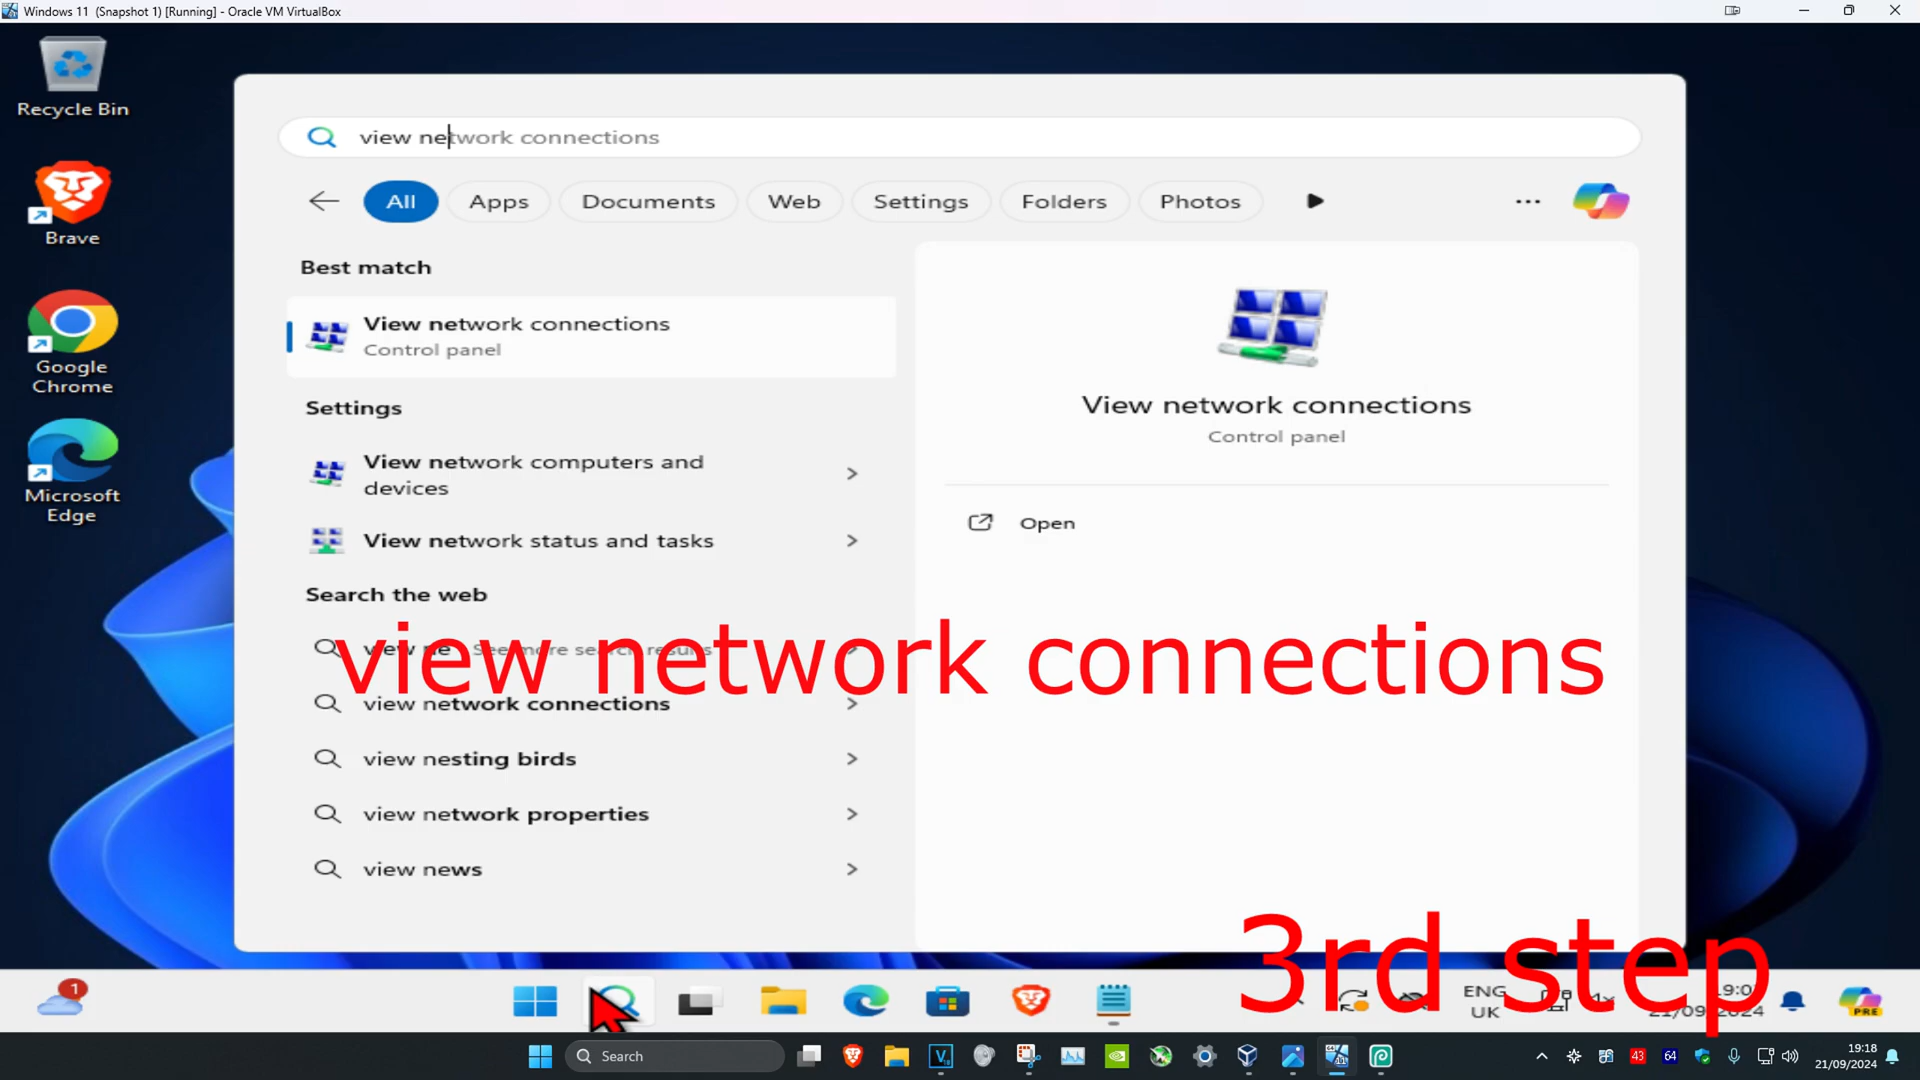 Windows 11 (Snapshot 1) [Running] - Oracle VM VirtualBox
Recycle Bin
Brave
Google
Chrome
Microsoft
Edge
view network connections
All
Apps
Documents
Web
Settings
Folders
Photos
Best match
View network connections
Control panel
Settings
View network computers and
devices
View network status and tasks
Search the web
view ne - See more search results
view network connections
view nesting birds
view network properties
view news
View network connections
Control panel
Open
view network connections
3rd step
1
ENG
UK
21/09/2024
PRE
Search
43
64
19:18
21/09/2024